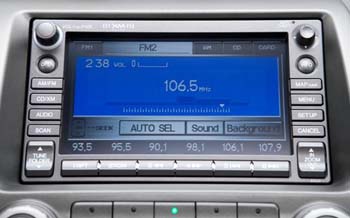 FM1 FM2 AM CD CARD
2:38 VOL
106,5 MHz
SEEK AUTO SEL Sound Background
93,5 95,5 90,1 98,1 106,1 107,9
AM/FM
CD/XM
AUDIO
SCAN
TUNE
FOLDER
MAP
MENU
SETUP
CANCEL
ZOOM